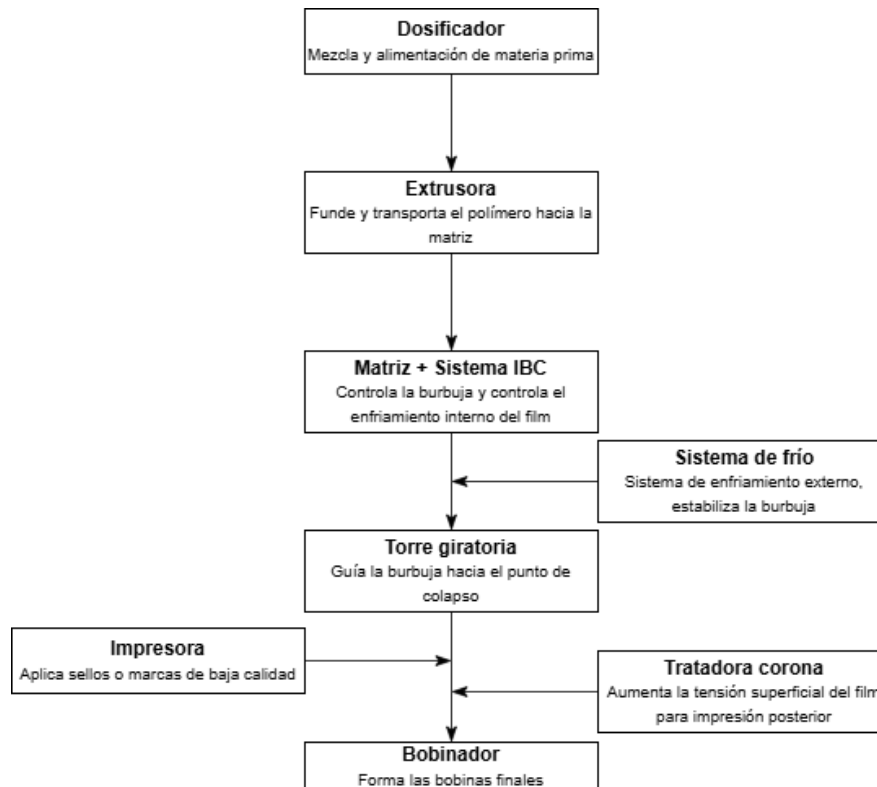 Dosificador
Mezcla y alimentación de materia prima
Extrusora
Funde y transporta el polímero hacia la
matriz
Matriz + Sistema IBC
Controla la burbuja y controla el
enfriamiento interno del film
Sistema de frío
Sistema de enfriamiento externo,
estabiliza la burbuja
Torre giratoria
Guía la burbuja hacia el punto de
colapso
Impresora
Aplica sellos o marcas de baja calidad
Tratadora corona
Aumenta la tensión superficial del film
para impresión posterior
Bobinador
Forma las bobinas finales